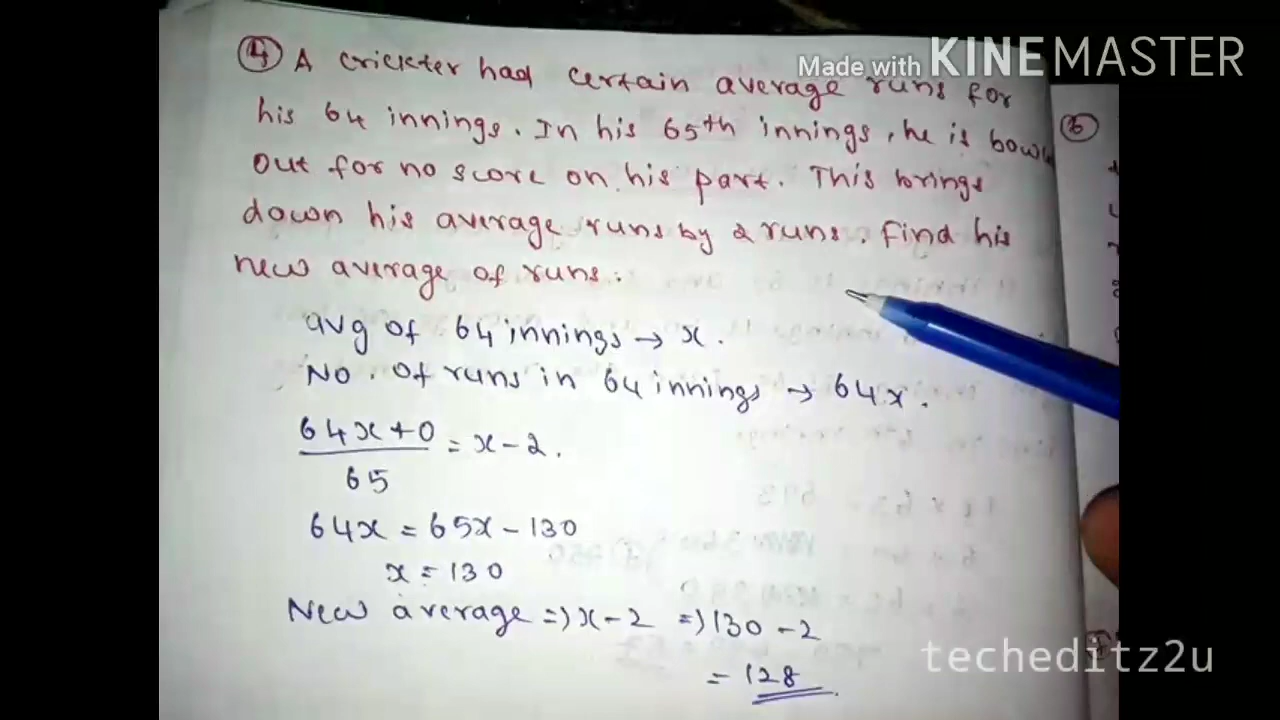 Made with KINEMASTER
④ A crickter had certain average runs for
his 64 innings. In his 65th innings, he is
out for no score on his part. This brings
down his average runs by 2 runs. Find his
new average of runs.
avg of 64 innings → x.
No. of runs in 64 innings → 64x.
64x+0 = x-2.
65
64x = 65x - 130
x = 130
New average => x-2 => 130 - 2
= 128.
techeditz2u